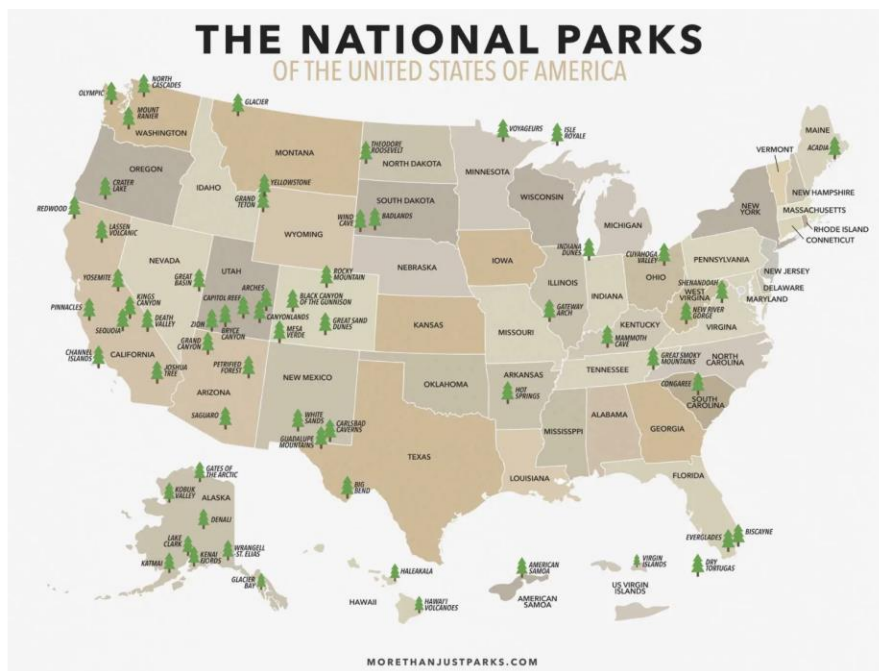 THE NATIONAL PARKS
OF THE UNITED STATES OF AMERICA
NORTH
CASCADES
OLYMPIC
MOUNT
RANIER
WASHINGTON
GLACIER
MONTANA
THEODORE
ROOSEVELT
NORTH DAKOTA
VOYAGEURS
ISLE
ROYALE
MINNESOTA
MAINE
ACADIA
VERMONT
NEW HAMPSHIRE
MASSACHUSETTS
RHODE ISLAND
CONNETICUT
NEW
YORK
OREGON
CRATER
LAKE
IDAHO
YELLOWSTONE
GRAND
TETON
WYOMING
SOUTH DAKOTA
WIND
CAVE
BADLANDS
WISCONSIN
MICHIGAN
REDWOOD
LASSEN
VOLCANIC
NEVADA
GREAT
BASIN
UTAH
ARCHES
CAPITOL REEF
CANYONLANDS
ZION
BRYCE
CANYON
ROCKY
MOUNTAIN
BLACK CANYON
OF THE GUNNISON
GREAT SAND
DUNES
MESA
VERDE
NEBRASKA
IOWA
INDIANA
DUNES
ILLINOIS
INDIANA
CUYAHOGA
VALLEY
OHIO
PENNSYLVANIA
NEW JERSEY
DELAWARE
MARYLAND
SHENANDOAH
WEST
VIRGINIA
NEW RIVER
GORGE
VIRGINIA
YOSEMITE
PINNACLES
KINGS
CANYON
SEQUOIA
DEATH
VALLEY
CALIFORNIA
CHANNEL
ISLANDS
JOSHUA
TREE
GRAND
CANYON
PETRIFIED
FOREST
ARIZONA
SAGUARO
NEW MEXICO
WHITE
SANDS
CARLSBAD
CAVERNS
GUADALUPE
MOUNTAINS
KANSAS
MISSOURI
GATEWAY
ARCH
KENTUCKY
MAMMOTH
CAVE
GREAT SMOKY
MOUNTAINS
TENNESSEE
NORTH
CAROLINA
CONGAREE
SOUTH
CAROLINA
OKLAHOMA
ARKANSAS
HOT
SPRINGS
MISSISSPPI
ALABAMA
GEORGIA
TEXAS
BIG
BEND
LOUISIANA
FLORIDA
EVERGLADES
BISCAYNE
DRY
TORTUGAS
GATES OF
THE ARCTIC
KOBUK
VALLEY
ALASKA
DENALI
LAKE
CLARK
KENAI
FJORDS
WRANGELL
-ST. ELIAS
KATMAI
GLACIER
BAY
HALEAKALA
HAWAII
HAWAI'I
VOLCANOES
AMERICAN
SAMOA
AMERICAN
SAMOA
VIRGIN
ISLANDS
US VIRGIN
ISLANDS
MORETHANJUSTPARKS.COM